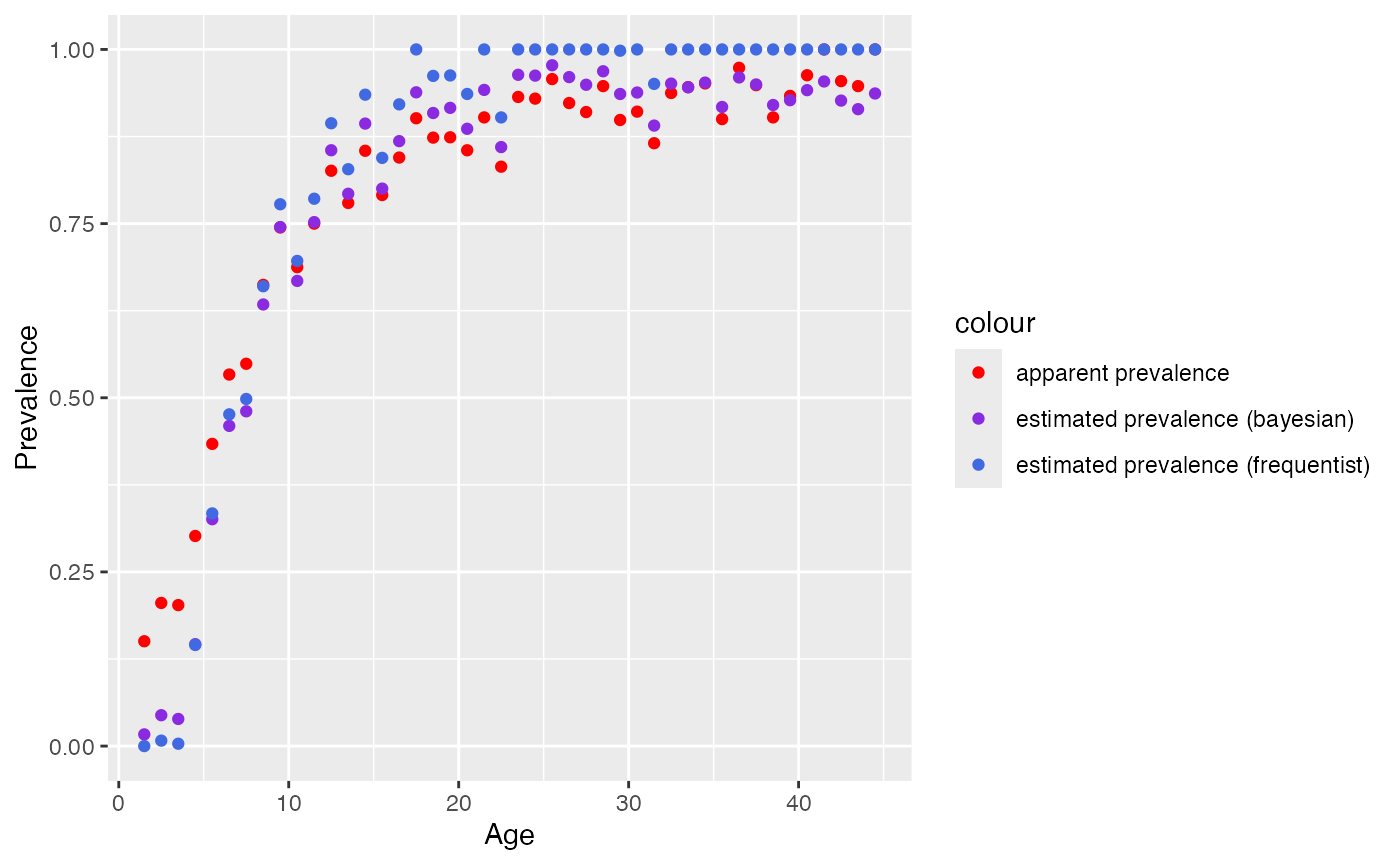 1.00
0.75
0.50
0.25
0.00
Prevalence
0
10
20
30
40
Age
colour
apparent prevalence
estimated prevalence (bayesian)
estimated prevalence (frequentist)